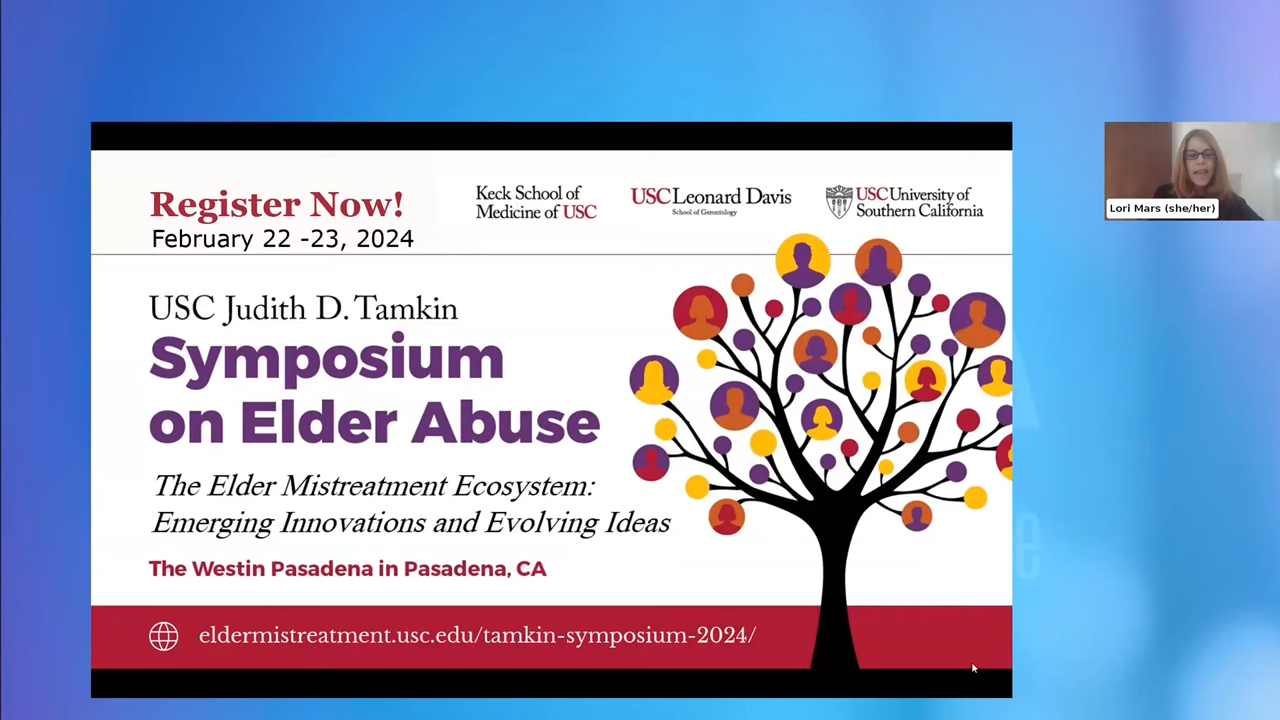 Register Now!
February 22 -23, 2024
Keck School of
Medicine of USC
USC Leonard Davis
School of Gerontology
USC University of
Southern California
USC Judith D. Tamkin
Symposium
on Elder Abuse
The Elder Mistreatment Ecosystem:
Emerging Innovations and Evolving Ideas
The Westin Pasadena in Pasadena, CA
eldermistreatment.usc.edu/tamkin-symposium-2024/
Lori Mars (she/her)